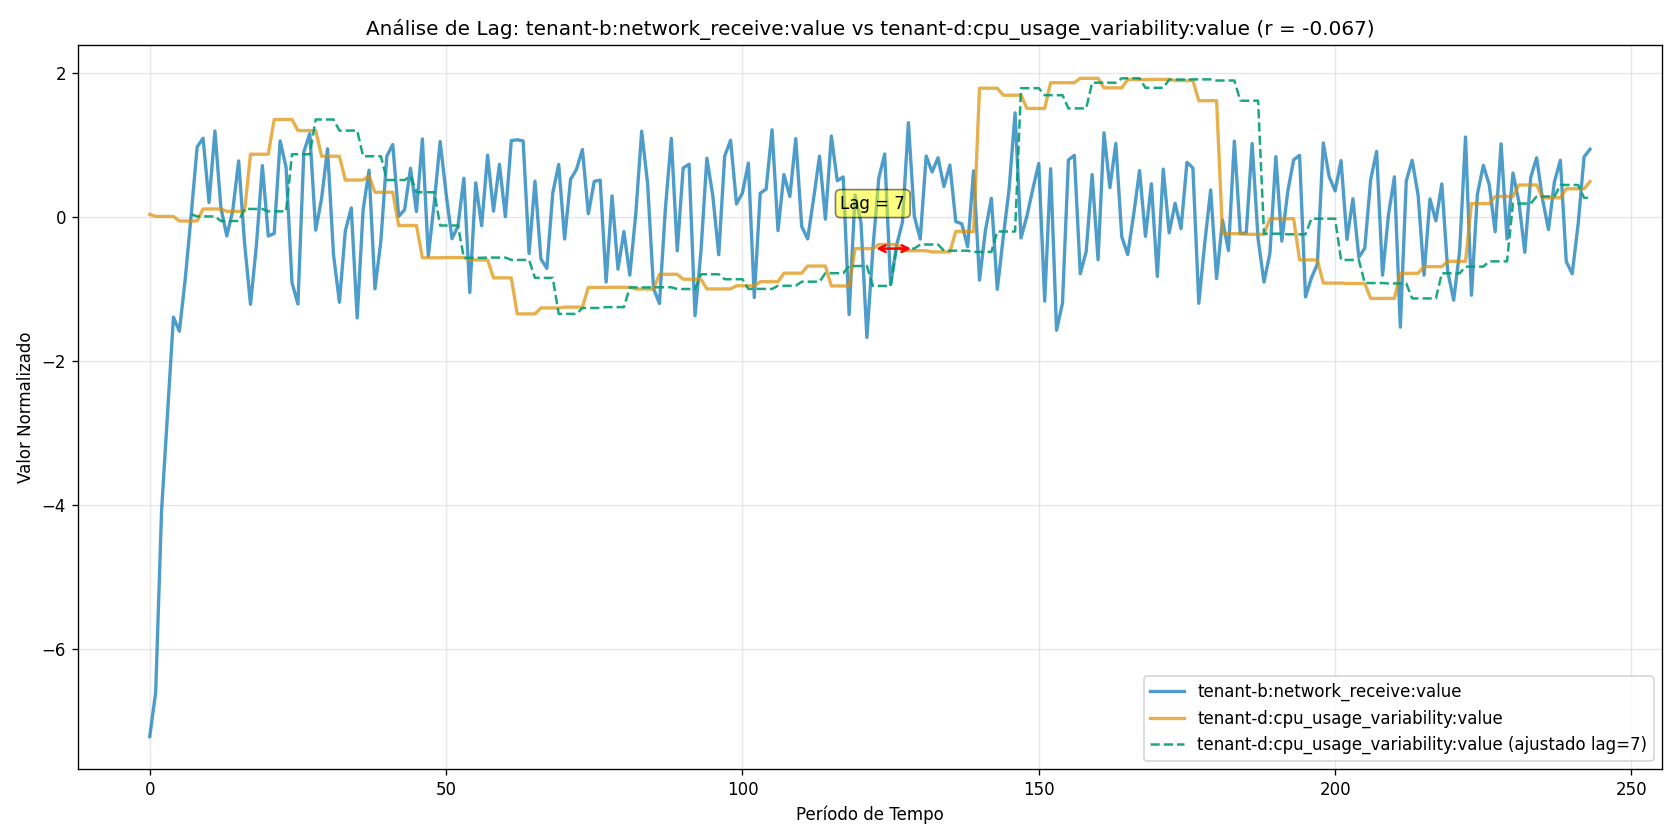 Análise de Lag: tenant-b:network_receive:value vs tenant-d:cpu_usage_variability:value (r = -0.067)
Valor Normalizado
2
0
−2
−4
−6
Lag = 7
tenant-b:network_receive:value
tenant-d:cpu_usage_variability:value
tenant-d:cpu_usage_variability:value (ajustado lag=7)
0 50 100 150 200 250
Período de Tempo